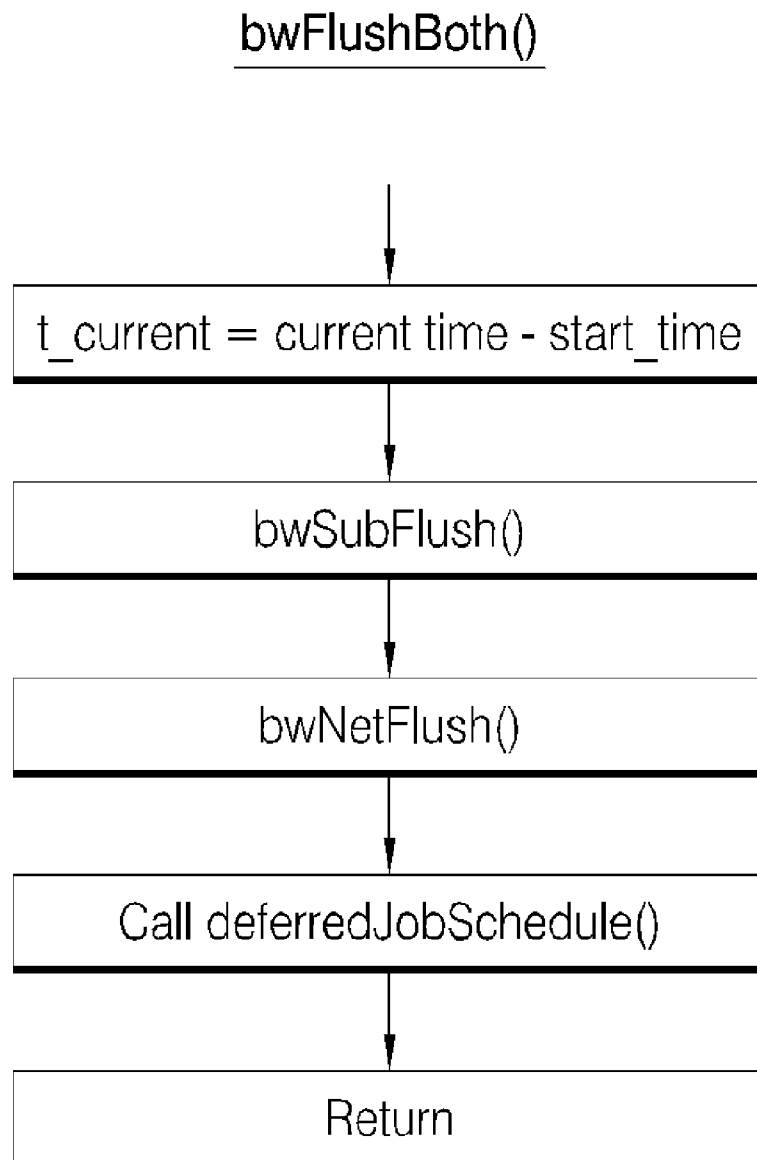 bwFlushBoth()
t_current = current time - start_time
bwSubFlush()
bwNetFlush()
Call deferredJobSchedule()
Return